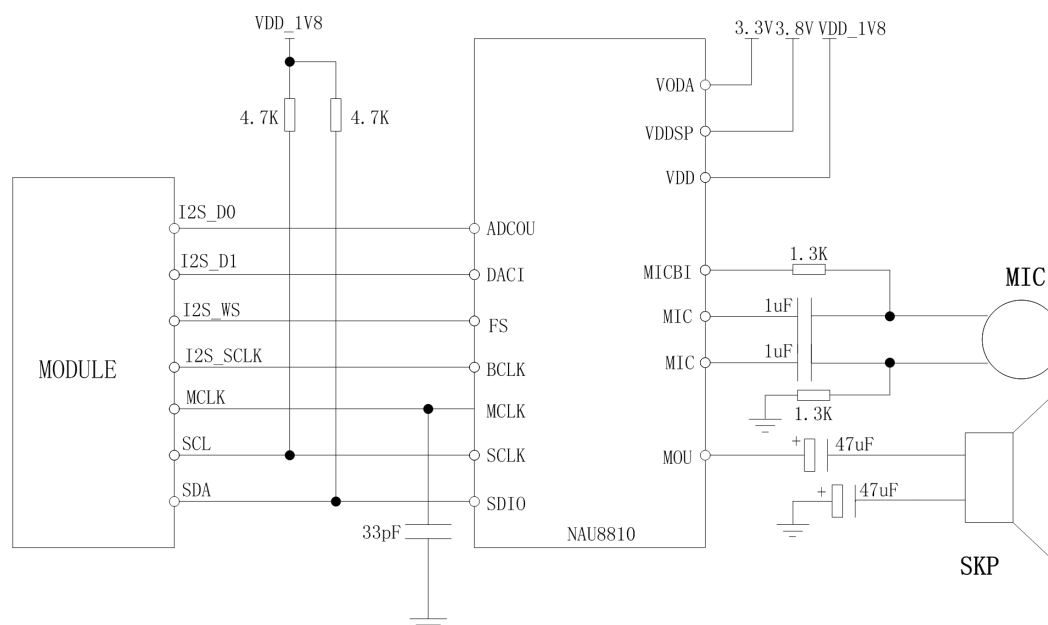 VDD_1V8
3.3V 3.8V VDD_1V8
VODA
4.7K
4.7K
VDDSP
VDD
I2S_D0
ADCOU
I2S_D1
DACI
MICBI
1.3K
MIC
I2S_WS
FS
MIC
1uF
MODULE
I2S_SCLK
BCLK
MIC
1uF
MCLK
MCLK
1.3K
SCL
SCLK
MOU
+
47uF
SDA
SDIO
+
47uF
33pF
NAU8810
SKP